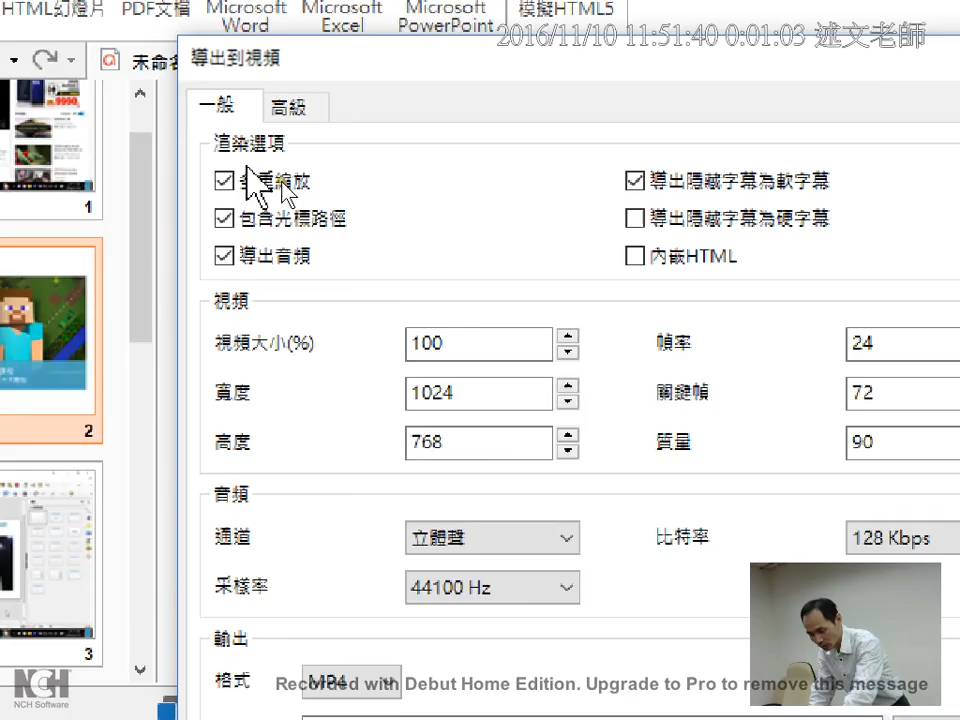 HTML幻燈片 PDF文檔 Microsoft Word Microsoft Excel Microsoft PowerPoint 模擬HTML5
2016/11/10 11:51:40 0:01:03 述文老師
未命名
導出到視頻
一般 高級
渲染選項
縮放
導出隱藏字幕為軟字幕
包含光標路徑
導出隱藏字幕為硬字幕
導出音頻
內嵌HTML
視頻
視頻大小(%) 100
幀率 24
寬度 1024
關鍵幀 72
高度 768
質量 90
音頻
通道 立體聲
比特率 128 Kbps
采樣率 44100 Hz
輸出
格式 MP4
9990
1
2
3
NCH
NCH Software
Recorded with Debut Home Edition. Upgrade to Pro to remove this message